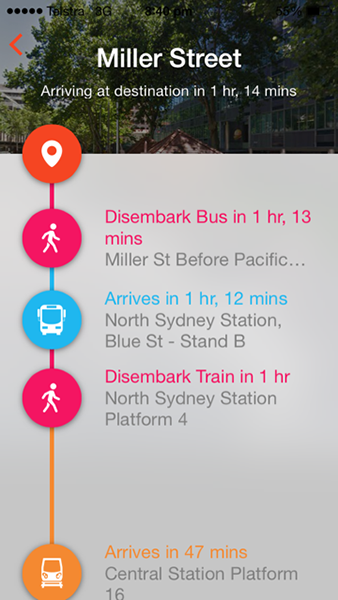 Telstra 3G 3:40 pm 55%
Miller Street
Arriving at destination in 1 hr, 14 mins
Disembark Bus in 1 hr, 13
mins
Miller St Before Pacific…
Arrives in 1 hr, 12 mins
North Sydney Station,
Blue St - Stand B
Disembark Train in 1 hr
North Sydney Station
Platform 4
Arrives in 47 mins
Central Station Platform
16